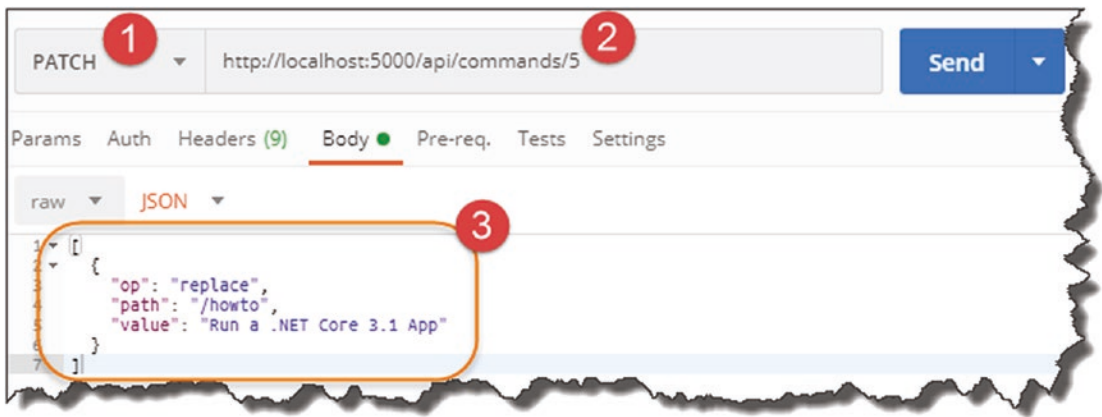 1 2
PATCH http://localhost:5000/api/commands/5 Send
Params Auth Headers (9) Body Pre-req. Tests Settings
raw JSON
3
1 [
2 {
3 "op": "replace",
4 "path": "/howto",
5 "value": "Run a .NET Core 3.1 App"
6 }
7 ]